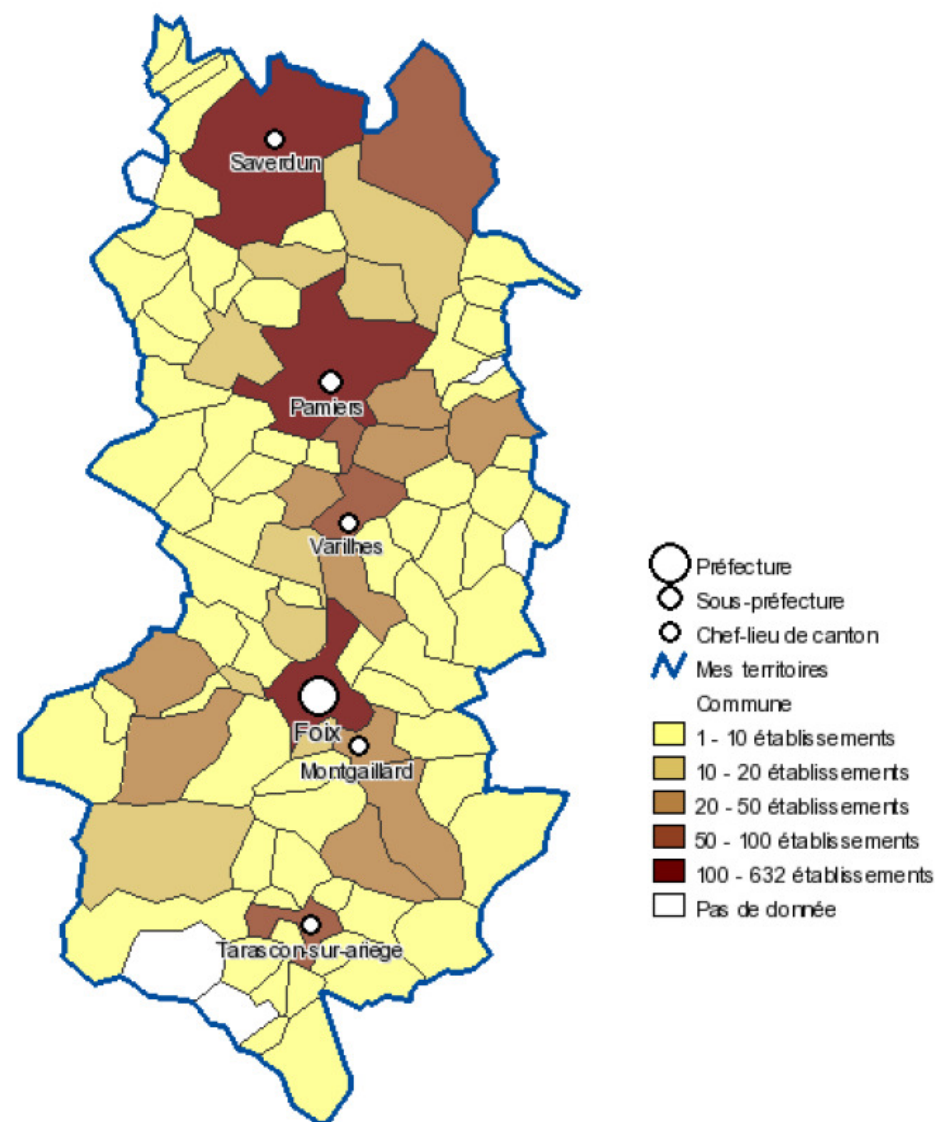 Saverdun
Pamiers
Varilhes
Foix
Montgaillard
Tarascon-sur-ariège
Préfecture
Sous-préfecture
Chef-lieu de canton
Mes territoires
Commune
1 - 10 établissements
10 - 20 établissements
20 - 50 établissements
50 - 100 établissements
100 - 632 établissements
Pas de donnée